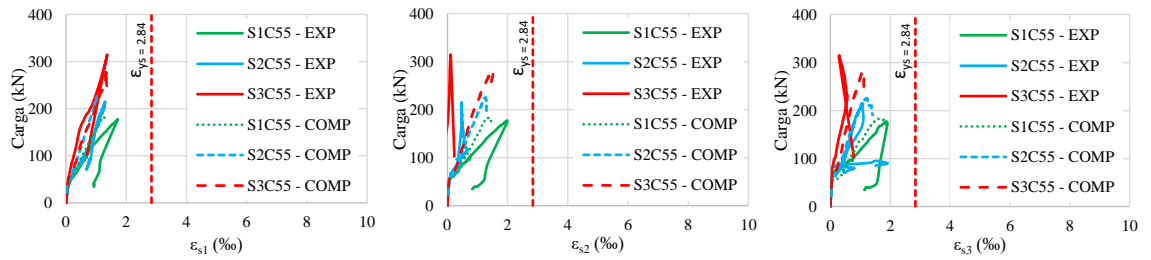 400
300
200
100
0
Carga (kN)
0 2 4 6 8 10
εs1 (‰)
εys = 2.84
S1C55 - EXP
S2C55 - EXP
S3C55 - EXP
S1C55 - COMP
S2C55 - COMP
S3C55 - COMP
400
300
200
100
0
Carga (kN)
0 2 4 6 8 10
εs2 (‰)
εys = 2.84
S1C55 - EXP
S2C55 - EXP
S3C55 - EXP
S1C55 - COMP
S2C55 - COMP
S3C55 - COMP
400
300
200
100
0
Carga (kN)
0 2 4 6 8 10
εs3 (‰)
εys = 2.84
S1C55 - EXP
S2C55 - EXP
S3C55 - EXP
S1C55 - COMP
S2C55 - COMP
S3C55 - COMP